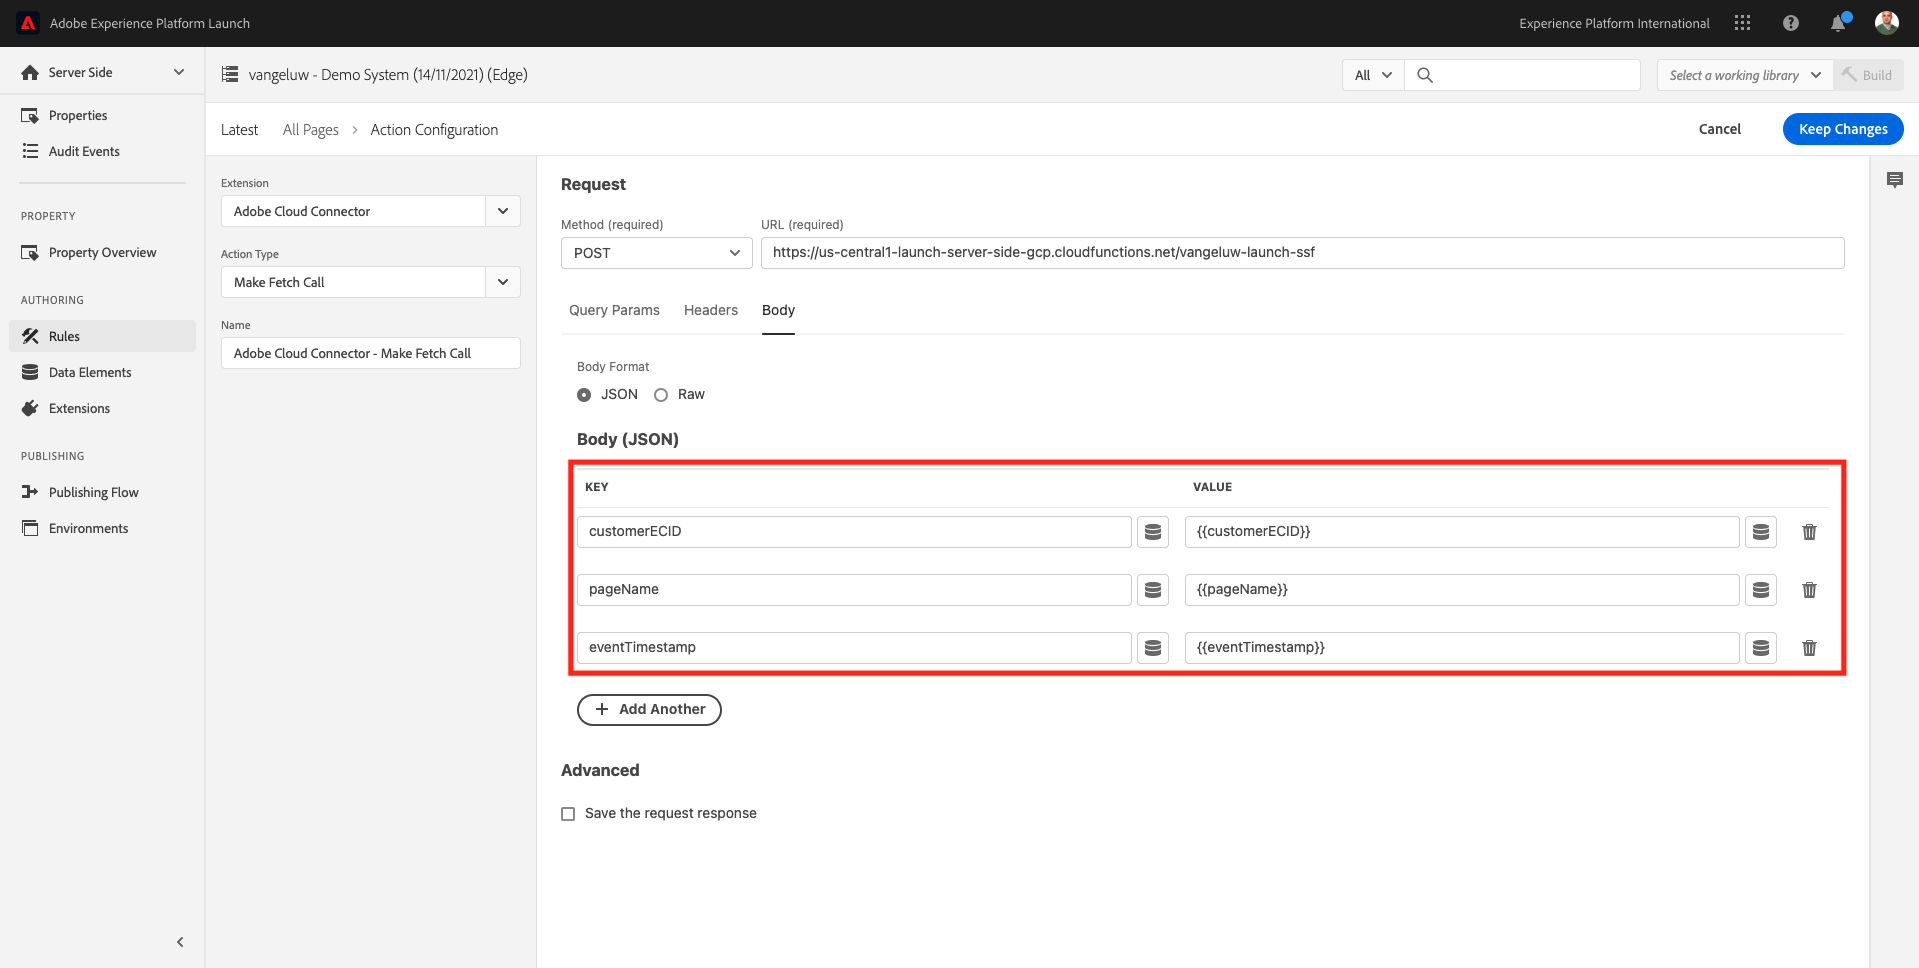 Adobe Experience Platform Launch
Experience Platform International
Server Side
vangeluw - Demo System (14/11/2021) (Edge)
All
Select a working library
Build
Properties
Audit Events
PROPERTY
Property Overview
AUTHORING
Rules
Data Elements
Extensions
PUBLISHING
Publishing Flow
Environments
Latest
All Pages > Action Configuration
Cancel
Keep Changes
Extension
Adobe Cloud Connector
Action Type
Make Fetch Call
Name
Adobe Cloud Connector - Make Fetch Call
Request
Method (required)
URL (required)
POST
https://us-central1-launch-server-side-gcp.cloudfunctions.net/vangeluw-launch-ssf
Query Params
Headers
Body
Body Format
JSON
Raw
Body (JSON)
KEY
VALUE
customerECID
{{customerECID}}
pageName
{{pageName}}
eventTimestamp
{{eventTimestamp}}
+ Add Another
Advanced
Save the request response